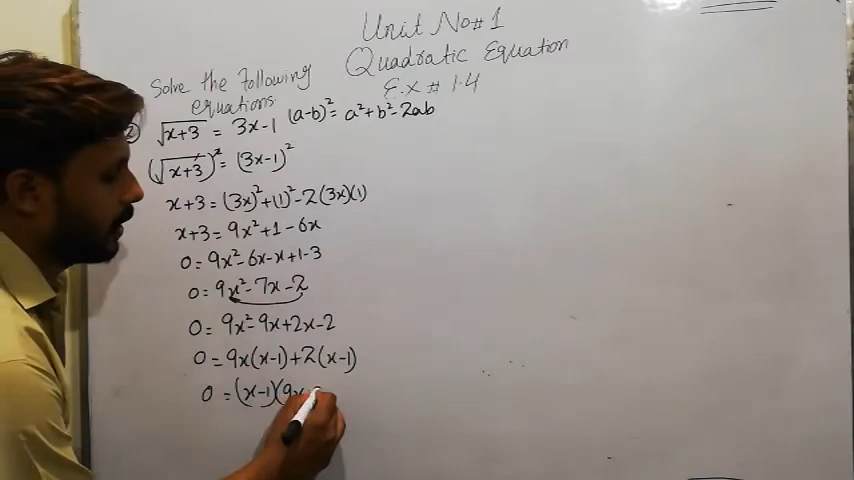 Unit No# 1
Quadratic Equation
Solve the following
equations.
E.X # 1.4
② √x+3 = 3x-1 (a-b)² = a²+b²-2ab
(√x+3)² = (3x-1)²
x+3 = (3x)²+(1)²-2(3x)(1)
x+3 = 9x²+1-6x
0 = 9x²-6x-x+1-3
0 = 9x²-7x-2
0 = 9x²-9x+2x-2
0 = 9x(x-1)+2(x-1)
0 = (x-1)(9x